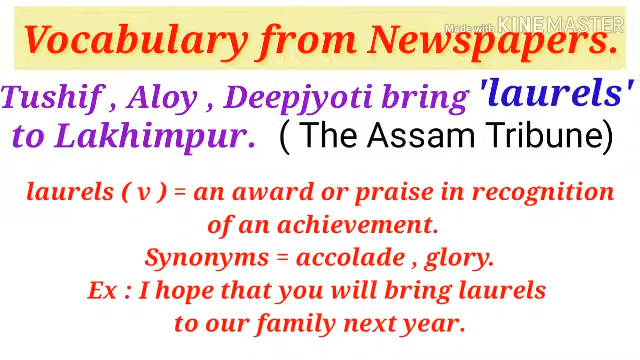 Made with KINEMASTER
Vocabulary from Newspapers.
Tushif , Aloy , Deepjyoti bring 'laurels'
to Lakhimpur. ( The Assam Tribune)
laurels ( v ) = an award or praise in recognition
of an achievement.
Synonyms = accolade , glory.
Ex : I hope that you will bring laurels
to our family next year.